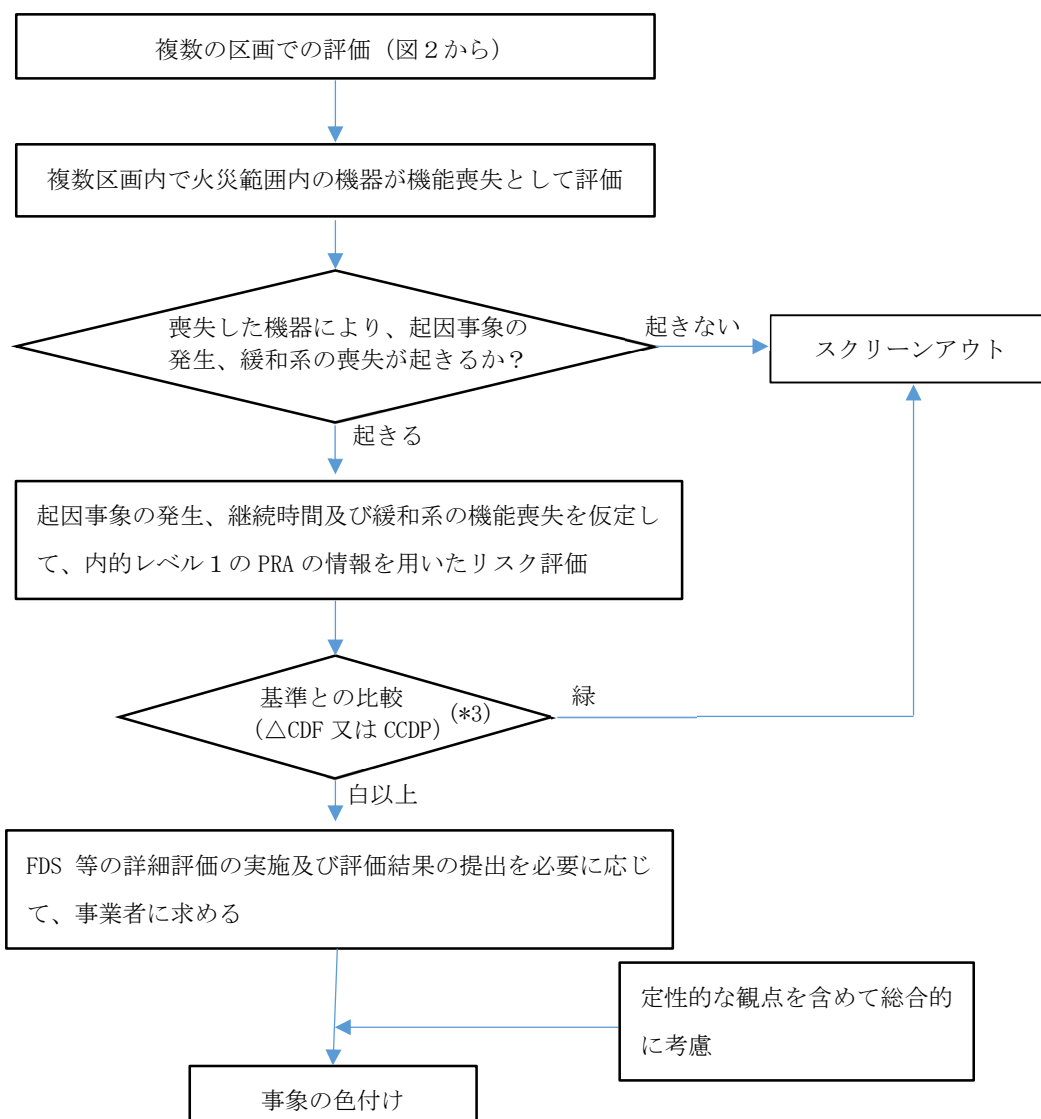 複数の区画での評価（図２から）
複数区画内で火災範囲内の機器が機能喪失として評価
喪失した機器により、起因事象の
発生、緩和系の喪失が起きるか？
起きない
スクリーンアウト
起きる
起因事象の発生、継続時間及び緩和系の機能喪失を仮定し
て、内的レベル１の PRA の情報を用いたリスク評価
基準との比較
（△CDF 又は CCDP）(*3)
緑
白以上
FDS 等の詳細評価の実施及び評価結果の提出を必要に応じ
て、事業者に求める
定性的な観点を含めて総合的
に考慮
事象の色付け